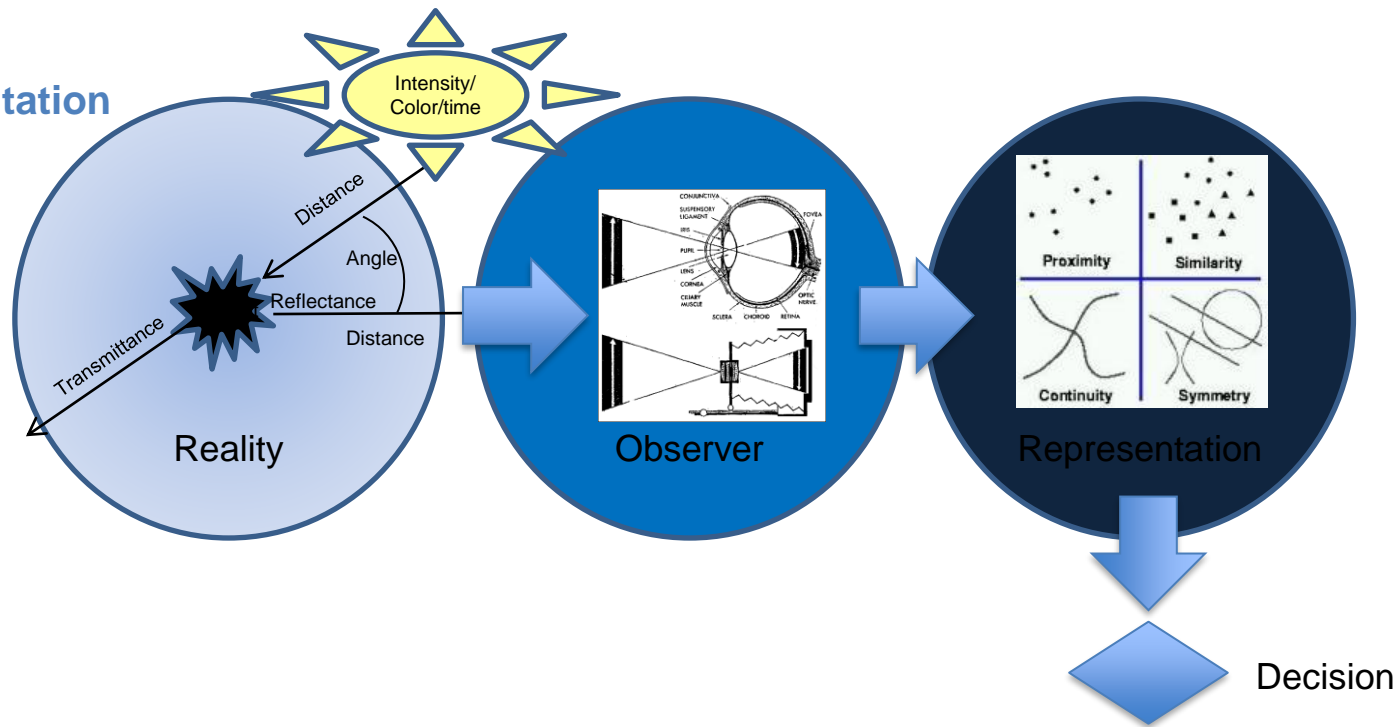 tation
Intensity/
Color/time
Distance
Angle
Reflectance
Distance
Transmittance
Reality
CONJUNCTIVA
SUSPENSORY
LIGAMENT
IRIS
PUPIL
LENS
CORNEA
CILIARY
MUSCLE
SCLERA
CHOROID
RETINA
FOVEA
OPTIC
NERVE
Observer
Proximity
Similarity
Continuity
Symmetry
Representation
Decision